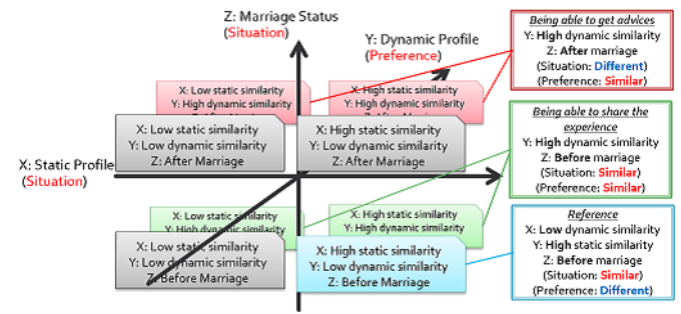 Z: Marriage Status
(Situation)
Y: Dynamic Profile
(Preference)
X: Static Profile
(Situation)
X: Low static similarity
Y: High dynamic similarity
X: High static similarity
Y: High dynamic similarity
Z: After Marriage
X: Low static similarity
Y: Low dynamic similarity
Z: After Marriage
X: High static similarity
Y: Low dynamic similarity
Z: After Marriage
X: Low static similarity
Y: High dynamic similarity
X: High static similarity
Y: High dynamic similarity
X: Low static similarity
Y: Low dynamic similarity
Z: Before Marriage
X: High static similarity
Y: Low dynamic similarity
Z: Before Marriage
Being able to get advices
Y: High dynamic similarity
Z: After marriage
(Situation: Different)
(Preference: Similar)
Being able to share the
experience
Y: High dynamic similarity
Z: Before marriage
(Situation: Similar)
(Preference: Similar)
Reference
X: Low dynamic similarity
Y: High static similarity
Z: Before marriage
(Situation: Similar)
(Preference: Different)